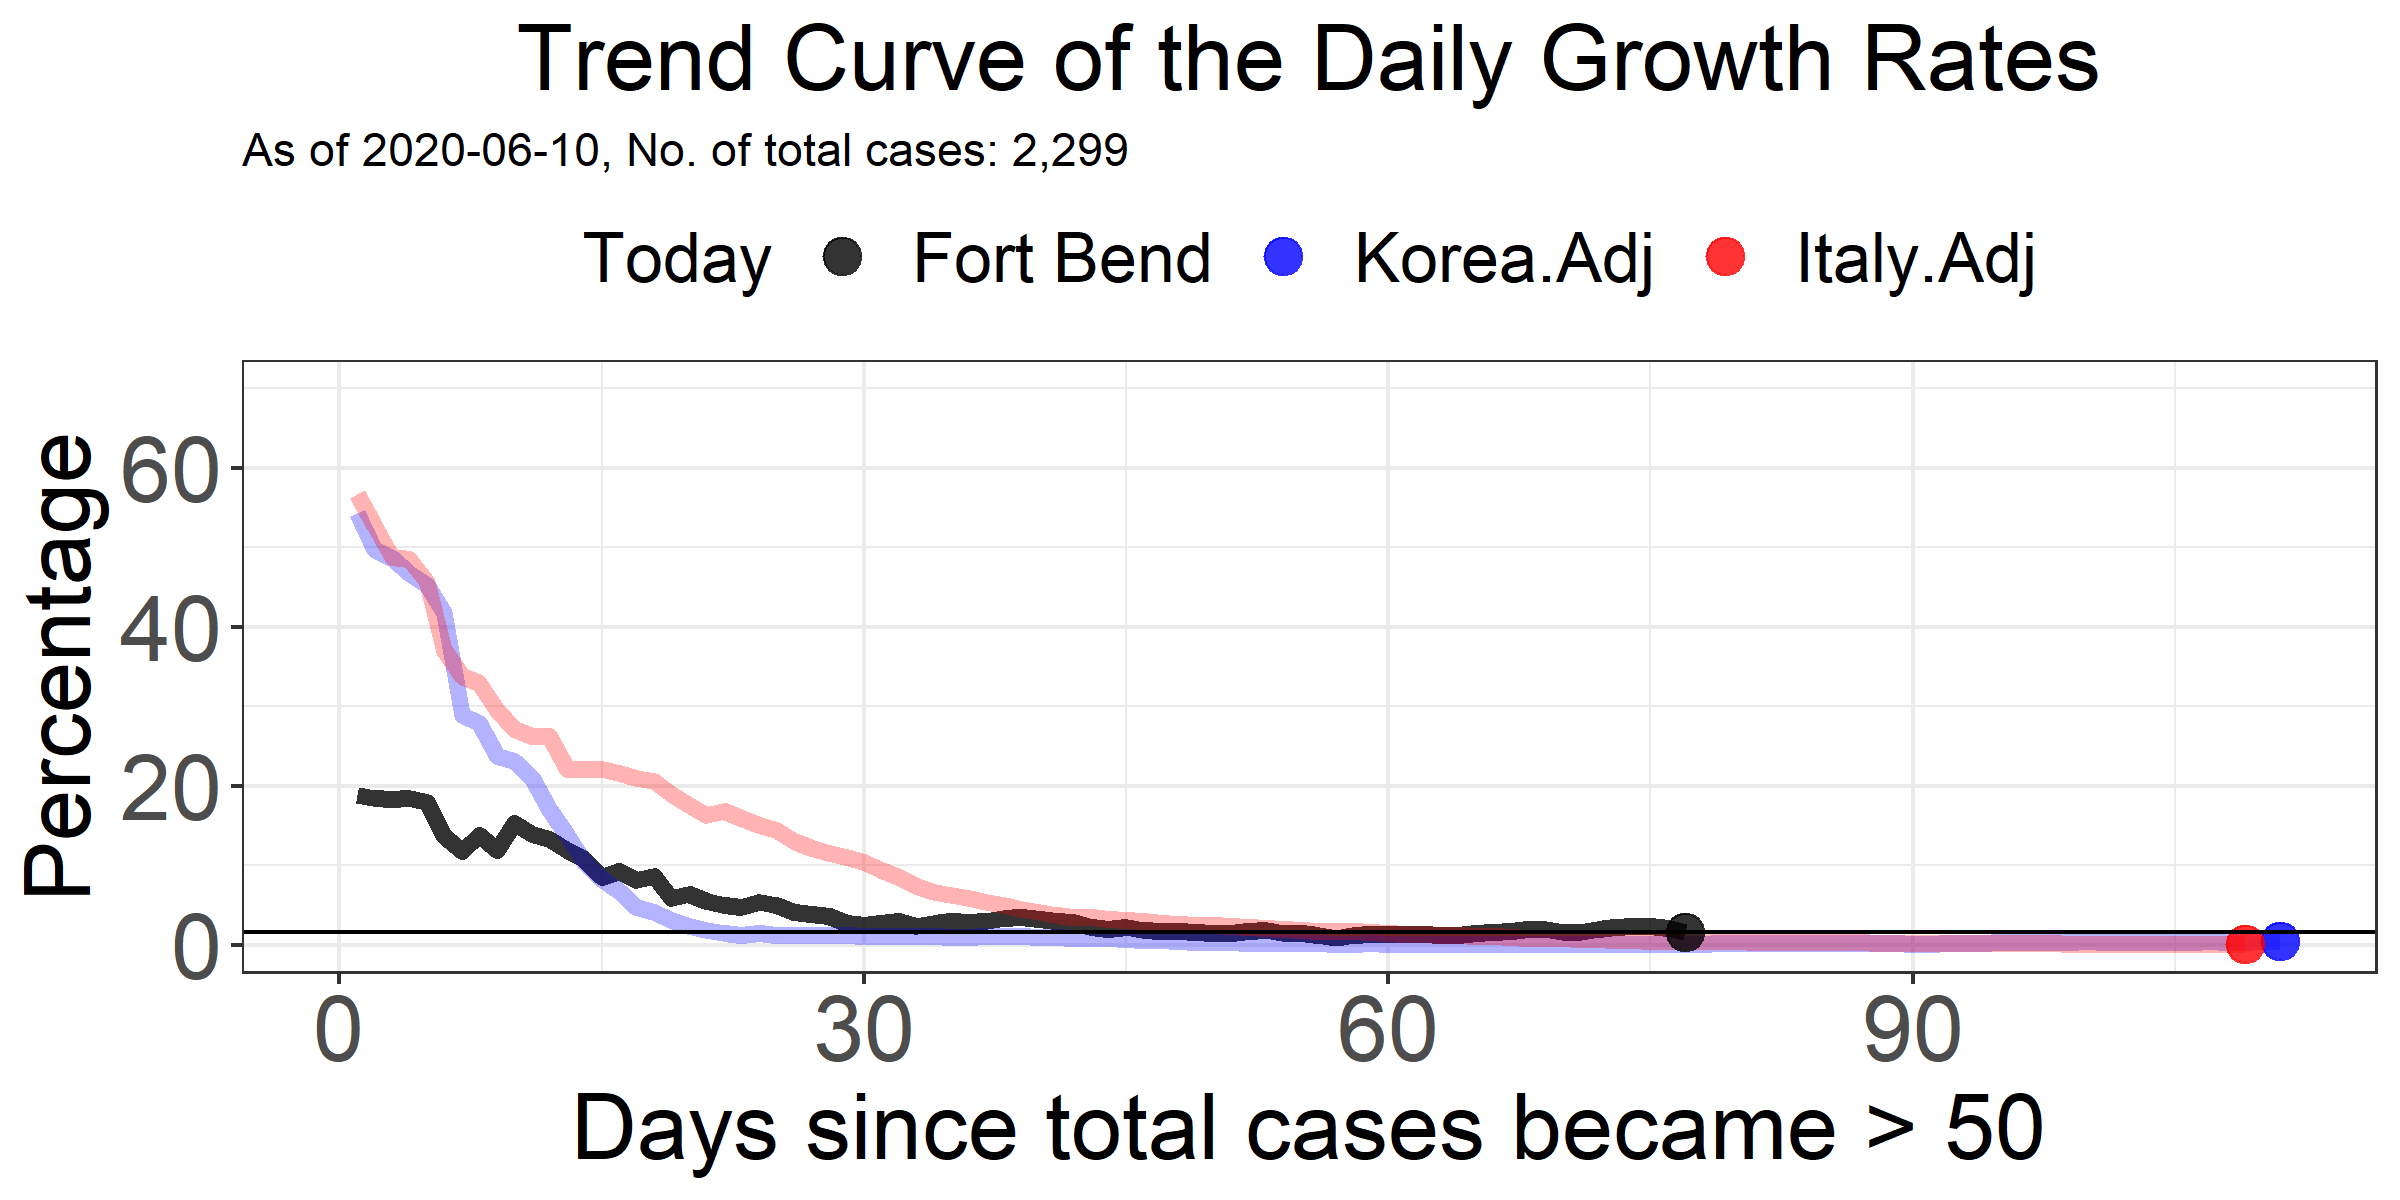 Trend Curve of the Daily Growth Rates
As of 2020-06-10, No. of total cases: 2,299
Today Fort Bend Korea.Adj Italy.Adj
Percentage
60
40
20
0
0 30 60 90
Days since total cases became > 50